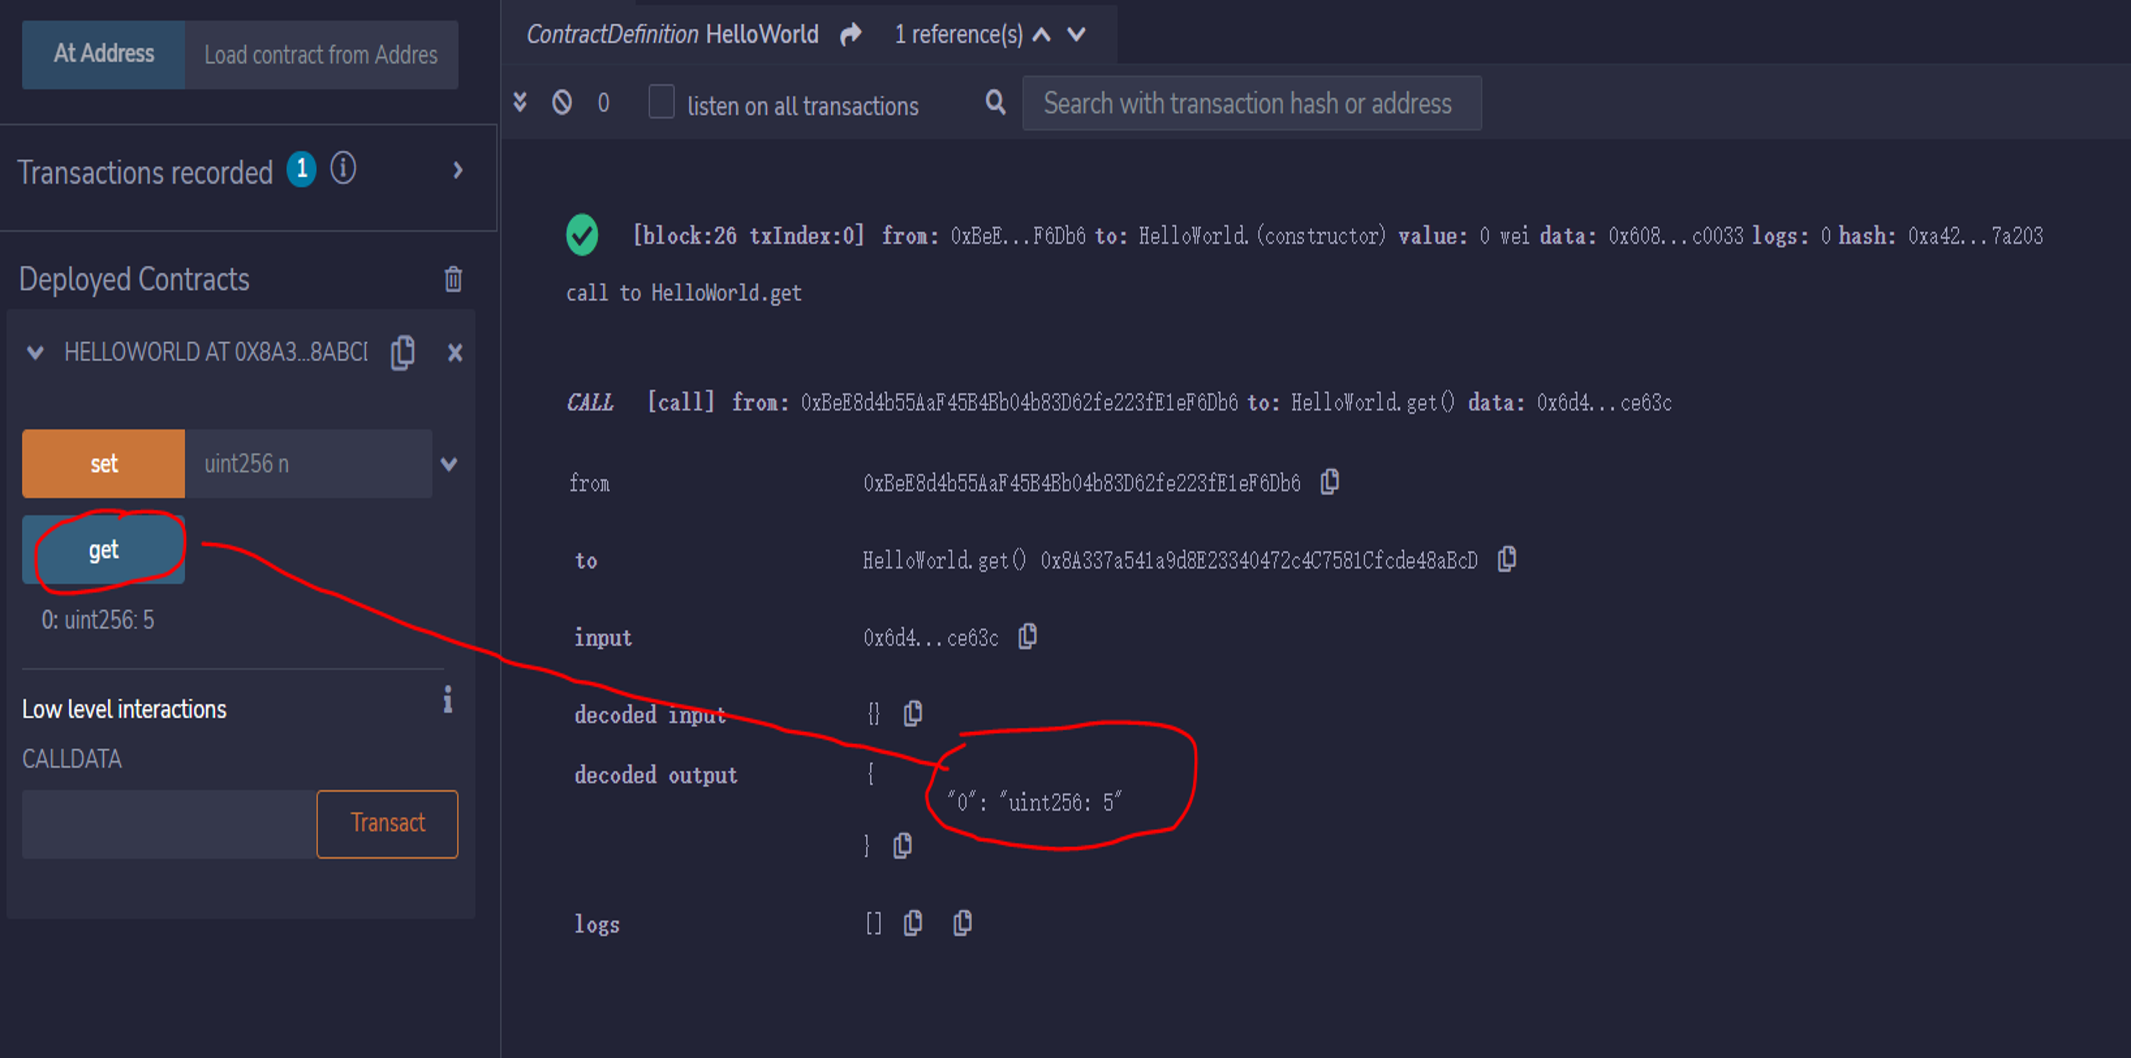 At Address Load contract from Addres
Transactions recorded 1
Deployed Contracts
HELLOWORLD AT 0X8A3...8ABCI
set uint256 n
get
0: uint256: 5
Low level interactions
CALLDATA
Transact
ContractDefinition HelloWorld 1 reference(s)
0 listen on all transactions Search with transaction hash or address
[block:26 txIndex:0] from: 0xBeE...F6Db6 to: HelloWorld.(constructor) value: 0 wei data: 0x608...c0033 logs: 0 hash: 0xa42...7a203
call to HelloWorld.get
CALL [call] from: 0xBeE8d4b55AaF45B4Bb04b83D62fe223fE1eF6Db6 to: HelloWorld.get() data: 0x6d4...ce63c
from 0xBeE8d4b55AaF45B4Bb04b83D62fe223fE1eF6Db6
to HelloWorld.get() 0x8A337a541a9d8E23340472c4C7581Cfcde48aBcD
input 0x6d4...ce63c
decoded input {}
decoded output {
"0": "uint256: 5"
}
logs []